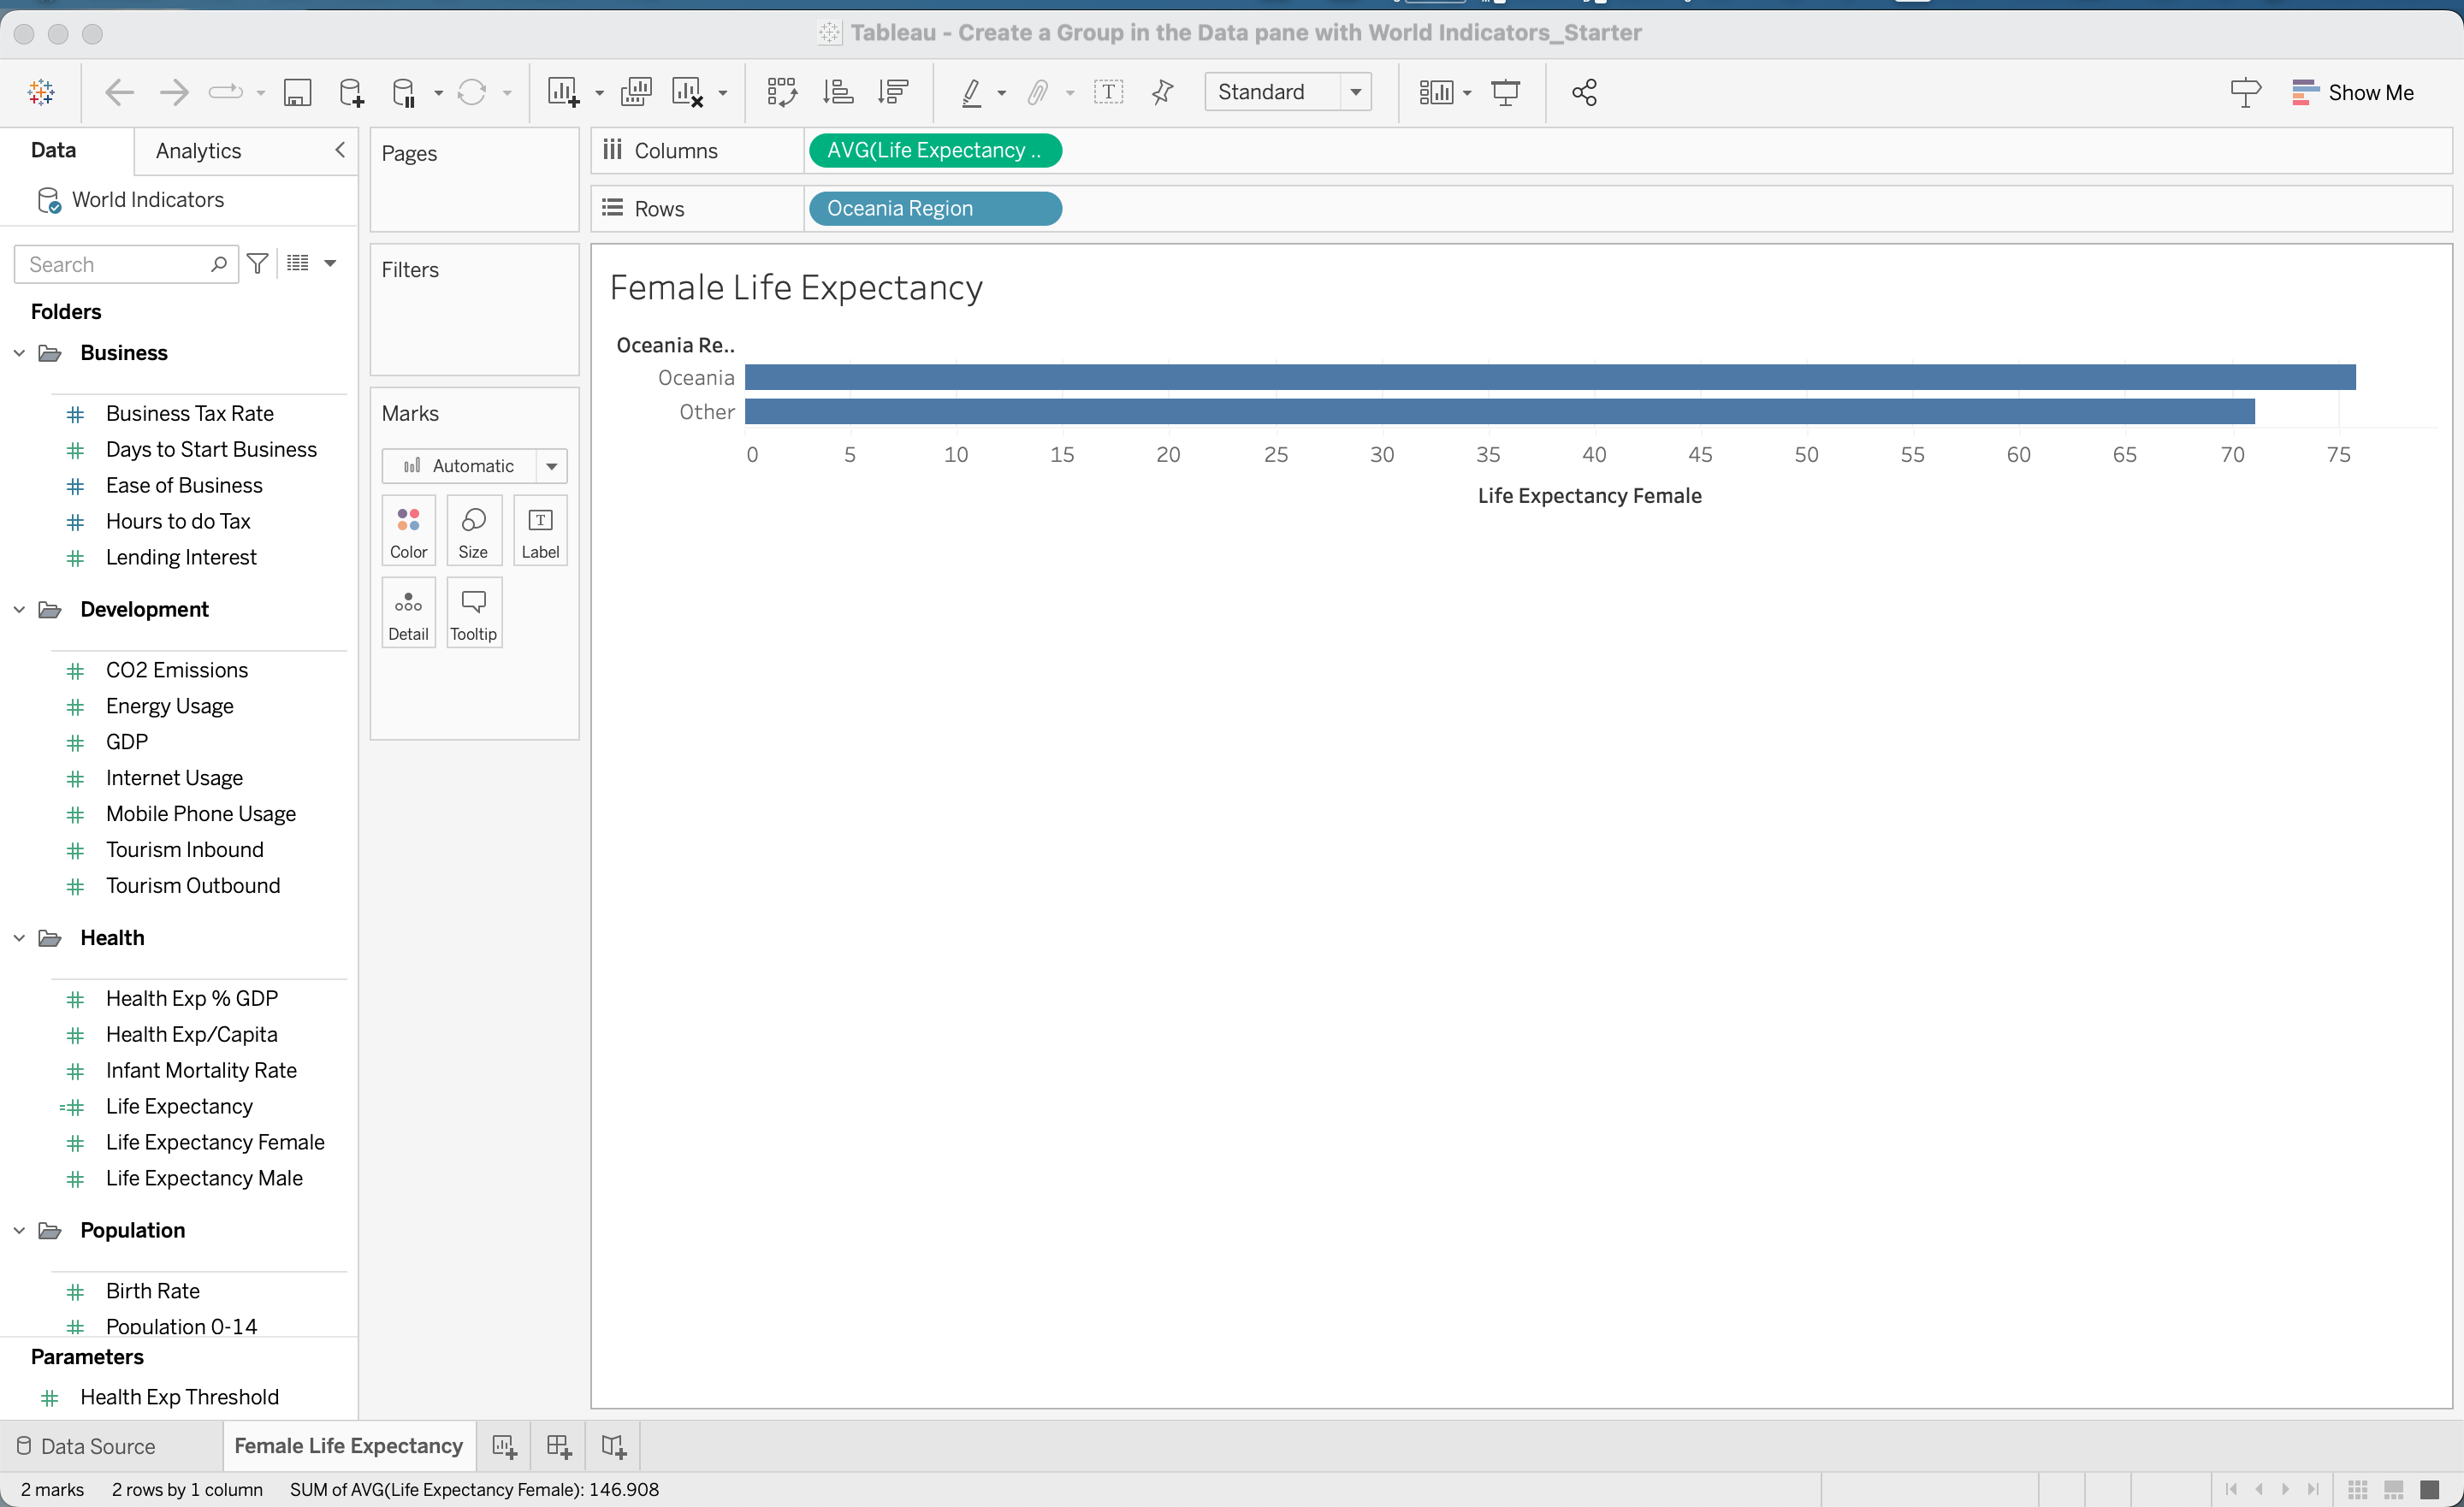 Tableau - Create a Group in the Data pane with World Indicators_Starter
Standard
Show Me
Data
Analytics
Pages
Columns
AVG(Life Expectancy ..
World Indicators
Rows
Oceania Region
Search
Filters
Folders
Female Life Expectancy
Business
Oceania Re..
Oceania
Other
0 5 10 15 20 25 30 35 40 45 50 55 60 65 70 75
Life Expectancy Female
Business Tax Rate
Days to Start Business
Ease of Business
Hours to do Tax
Lending Interest
Marks
Automatic
Color
Size
T
Label
Detail
Tooltip
Development
CO2 Emissions
Energy Usage
GDP
Internet Usage
Mobile Phone Usage
Tourism Inbound
Tourism Outbound
Health
Health Exp % GDP
Health Exp/Capita
Infant Mortality Rate
Life Expectancy
Life Expectancy Female
Life Expectancy Male
Population
Birth Rate
Population 0-14
Parameters
Health Exp Threshold
Data Source
Female Life Expectancy
2 marks
2 rows by 1 column
SUM of AVG(Life Expectancy Female): 146.908